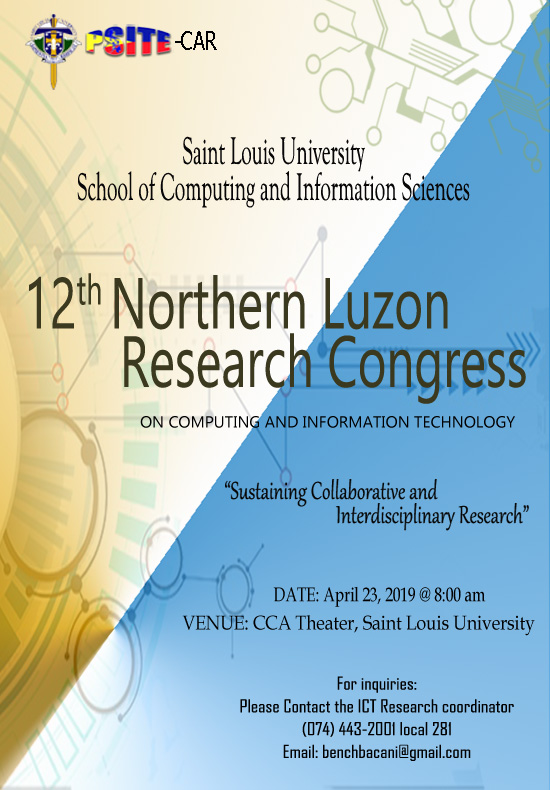 PSITE-CAR
Saint Louis University
School of Computing and Information Sciences
12th Northern Luzon
Research Congress
ON COMPUTING AND INFORMATION TECHNOLOGY
“Sustaining Collaborative and
Interdisciplinary Research”
DATE: April 23, 2019 @ 8:00 am
VENUE: CCA Theater, Saint Louis University
For inquiries:
Please Contact the ICT Research coordinator
(074) 443-2001 local 281
Email: benchbacani@gmail.com